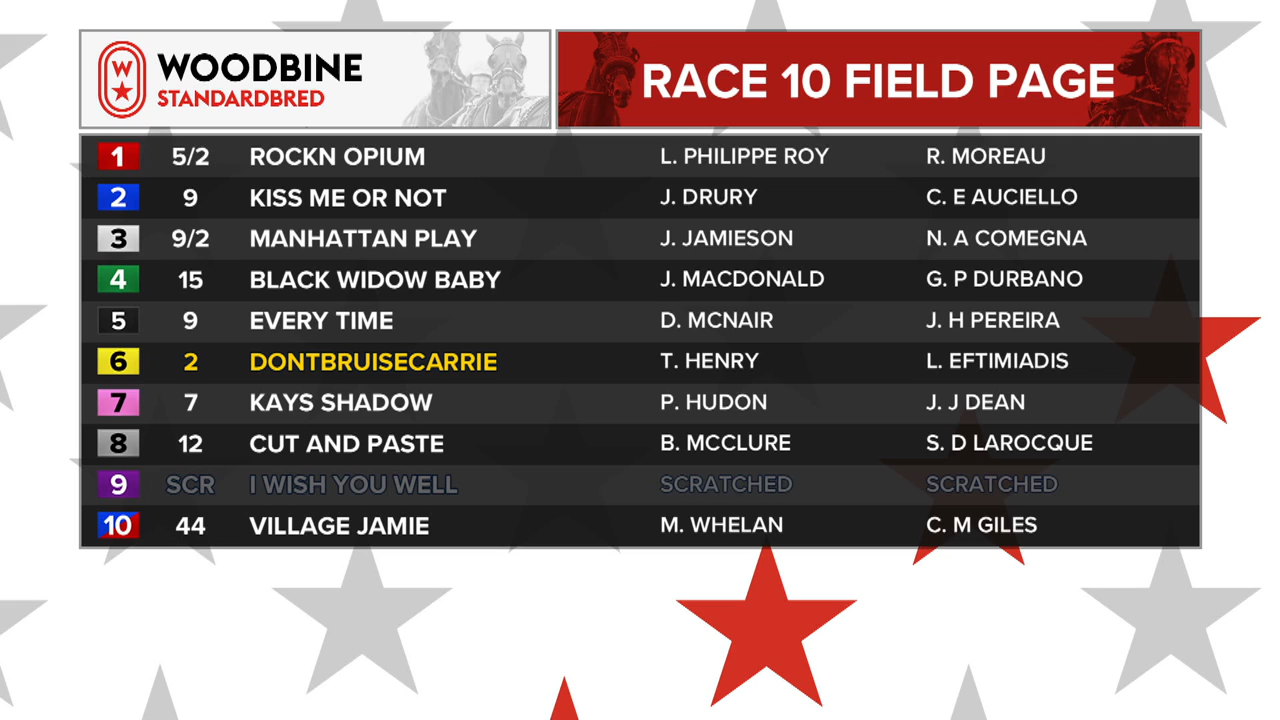 W
WOODBINE
STANDARDBRED
RACE 10 FIELD PAGE
1 5/2 ROCKN OPIUM L. PHILIPPE ROY R. MOREAU
2 9 KISS ME OR NOT J. DRURY C. E AUCIELLO
3 9/2 MANHATTAN PLAY J. JAMIESON N. A COMEGNA
4 15 BLACK WIDOW BABY J. MACDONALD G. P DURBANO
5 9 EVERY TIME D. MCNAIR J. H PEREIRA
6 2 DONTBRUISECARRIE T. HENRY L. EFTIMIADIS
7 7 KAYS SHADOW P. HUDON J. J DEAN
8 12 CUT AND PASTE B. MCCLURE S. D LAROCQUE
9 SCR I WISH YOU WELL SCRATCHED SCRATCHED
10 44 VILLAGE JAMIE M. WHELAN C. M GILES